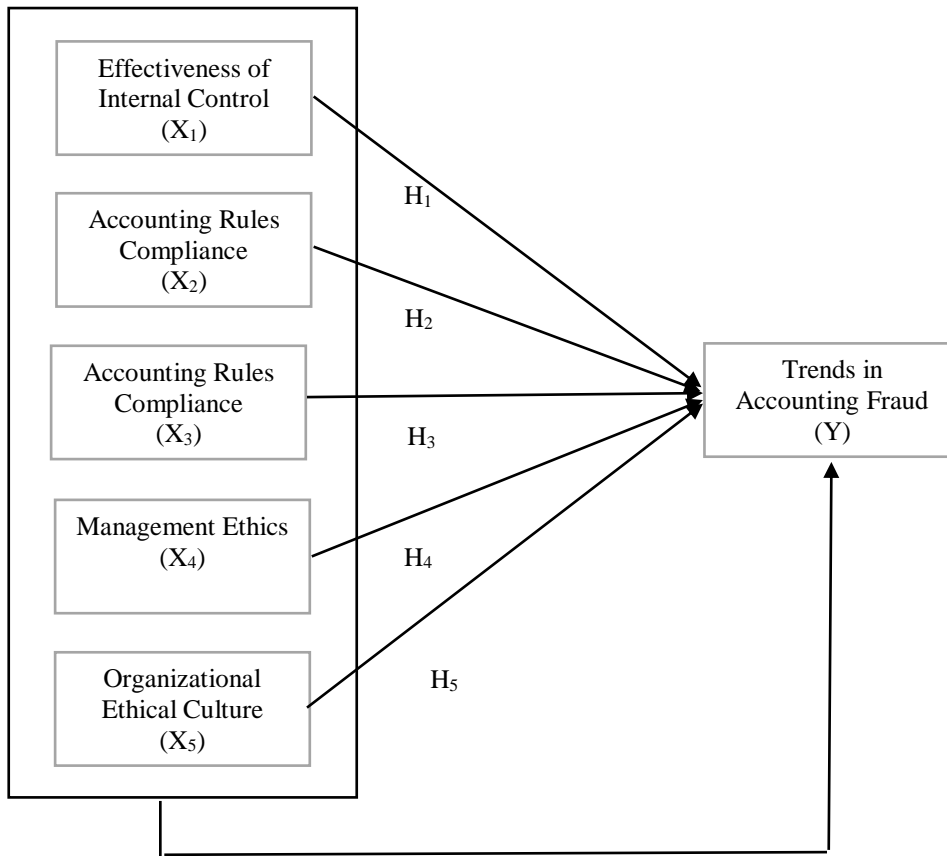 Effectiveness of
Internal Control
(X₁)
H₁
Accounting Rules
Compliance
(X₂)
H₂
Accounting Rules
Compliance
(X₃)
H₃
Trends in
Accounting Fraud
(Y)
Management Ethics
(X₄)
H₄
Organizational
Ethical Culture
(X₅)
H₅